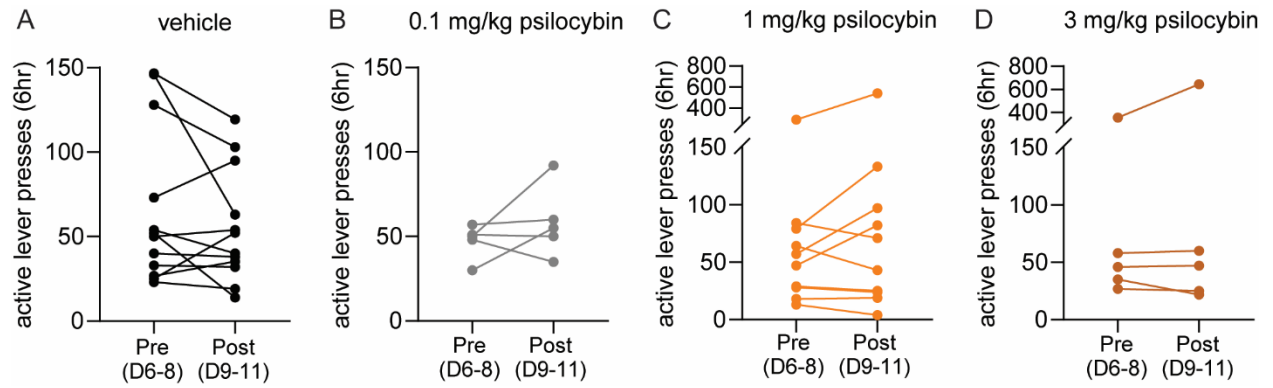 A
vehicle
active lever presses (6hr)
150
100
50
0
Pre
(D6-8)
Post
(D9-11)
B
0.1 mg/kg psilocybin
active lever presses (6hr)
150
100
50
0
Pre
(D6-8)
Post
(D9-11)
C
1 mg/kg psilocybin
active lever presses (6hr)
800
600
400
150
100
50
0
Pre
(D6-8)
Post
(D9-11)
D
3 mg/kg psilocybin
active lever presses (6hr)
800
600
400
150
100
50
0
Pre
(D6-8)
Post
(D9-11)